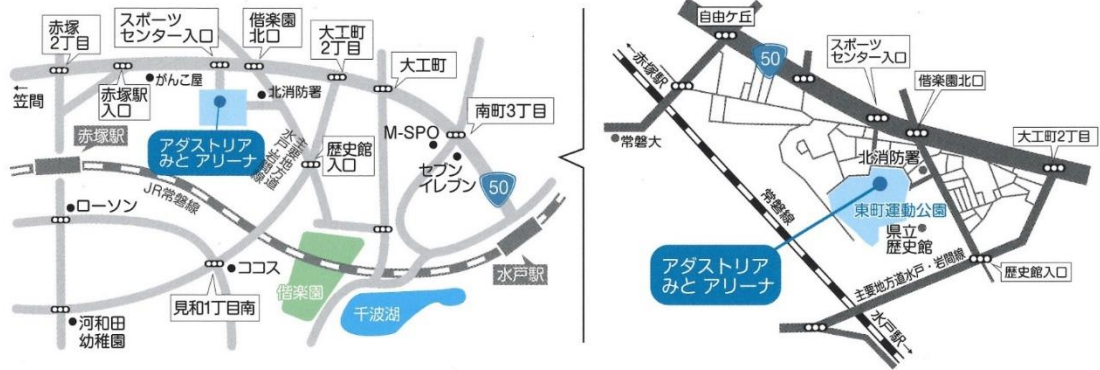 赤塚
2丁目
スポーツ
センター入口
偕楽園
北口
大工町
2丁目
大工町
がんこ屋
笠間
赤塚駅
入口
北消防署
南町3丁目
赤塚駅
アダストリア
みと アリーナ
主要地方道
水戸・岩間線
歴史館
入口
M-SPO
セブン
イレブン
50
JR常磐線
ローソン
ココス
偕楽園
水戸駅
見和1丁目南
千波湖
河和田
幼稚園
自由ケ丘
50
スポーツ
センター入口
←赤塚駅
偕楽園北口
常磐大
大工町2丁目
北消防署
常磐線
東町運動公園
県立
歴史館
アダストリア
みと アリーナ
主要地方道水戸・岩間線
歴史館入口
水戸駅→